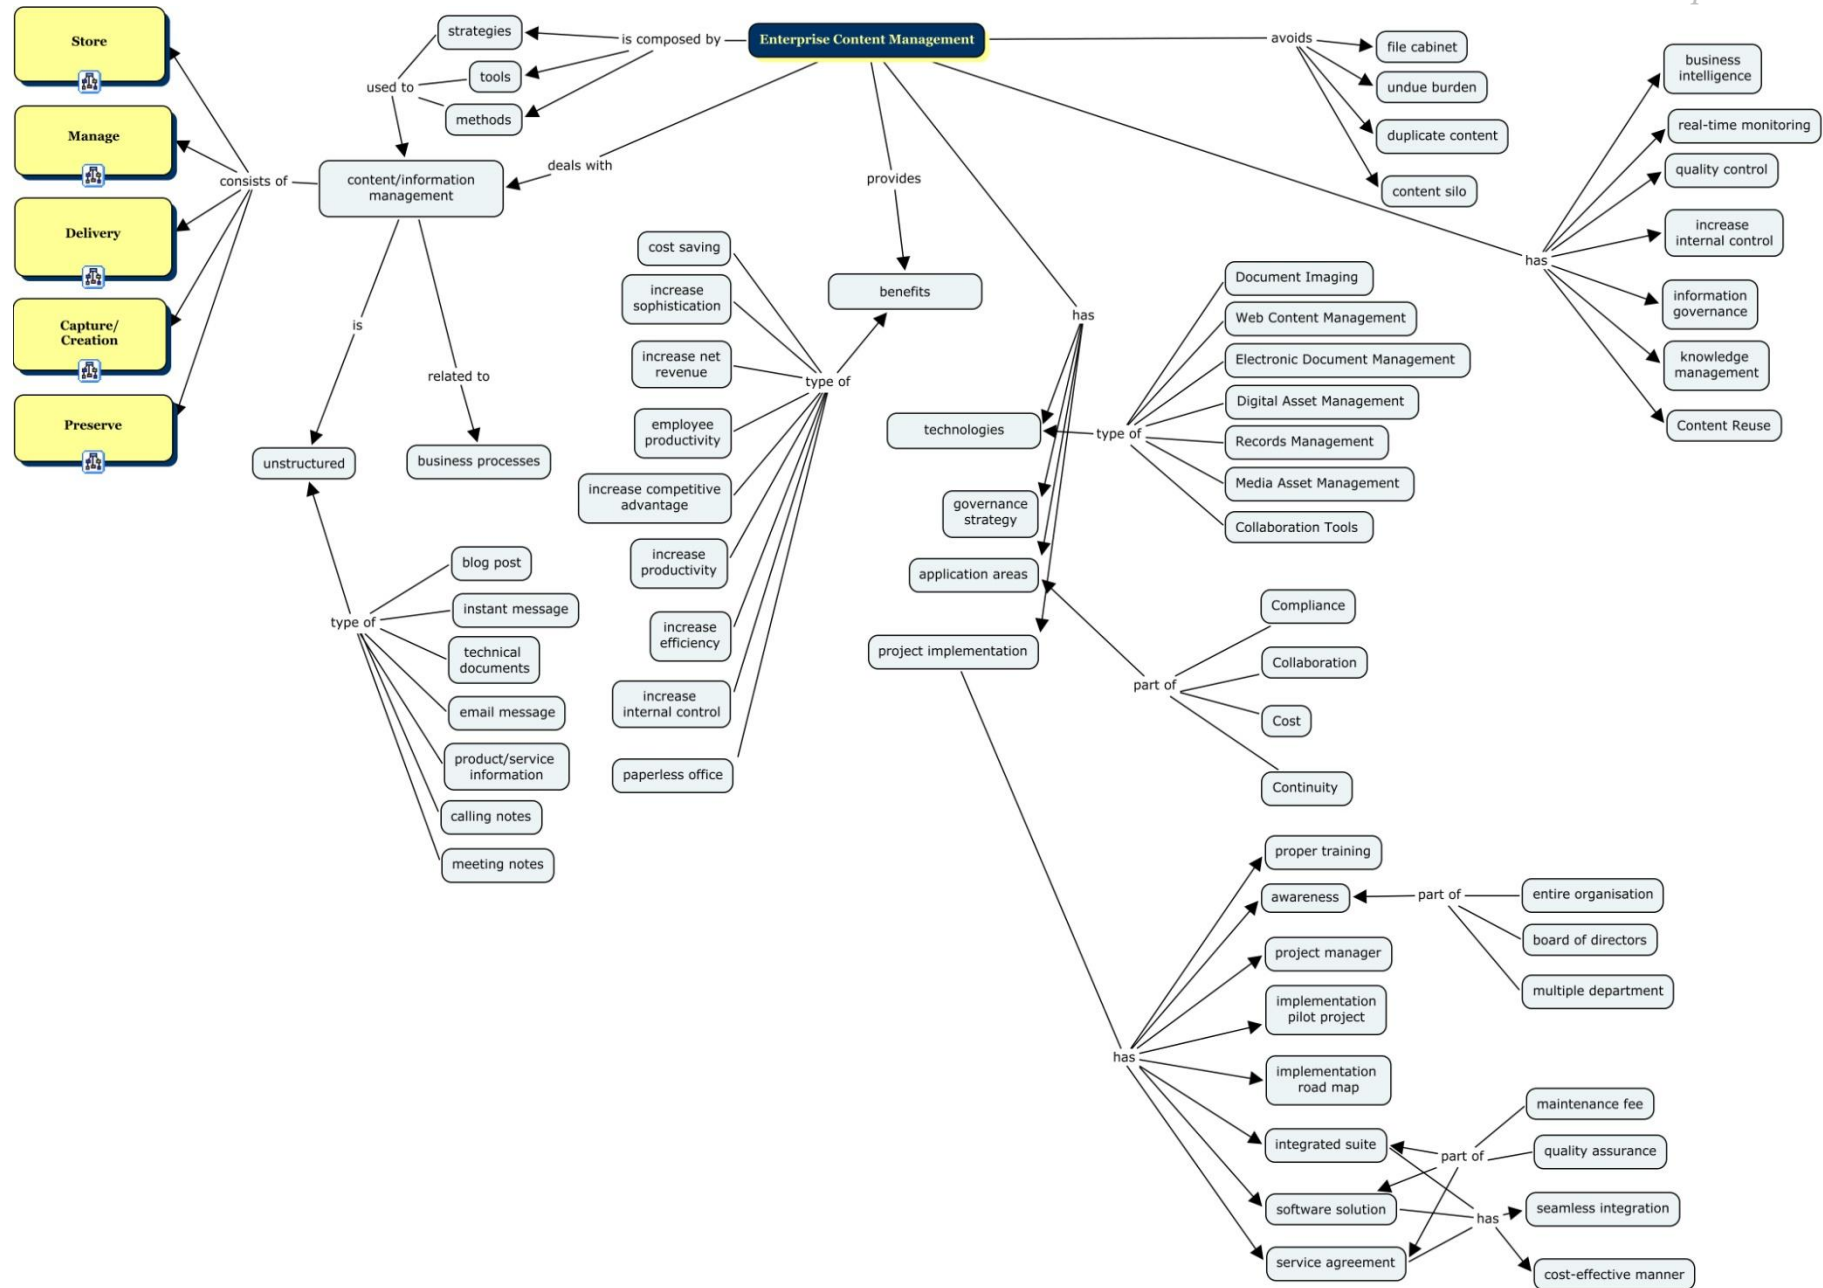 Enterprise Content Management
is composed by
strategies
tools
methods
used to
deals with
content/information
management
consists of
Store
Manage
Delivery
Capture/
Creation
Preserve
is
unstructured
related to
business processes
type of
blog post
instant message
technical
documents
email message
product/service
information
calling notes
meeting notes
provides
benefits
type of
cost saving
increase
sophistication
increase net
revenue
employee
productivity
increase competitive
advantage
increase
productivity
increase
efficiency
increase
internal control
paperless office
has
technologies
governance
strategy
application areas
project implementation
type of
Document Imaging
Web Content Management
Electronic Document Management
Digital Asset Management
Records Management
Media Asset Management
Collaboration Tools
part of
Compliance
Collaboration
Cost
Continuity
avoids
file cabinet
undue burden
duplicate content
content silo
has
business
intelligence
real-time monitoring
quality control
increase
internal control
information
governance
knowledge
management
Content Reuse
has
proper training
awareness
project manager
implementation
pilot project
implementation
road map
integrated suite
software solution
service agreement
part of
entire organisation
board of directors
multiple department
part of
maintenance fee
quality assurance
has
seamless integration
cost-effective manner